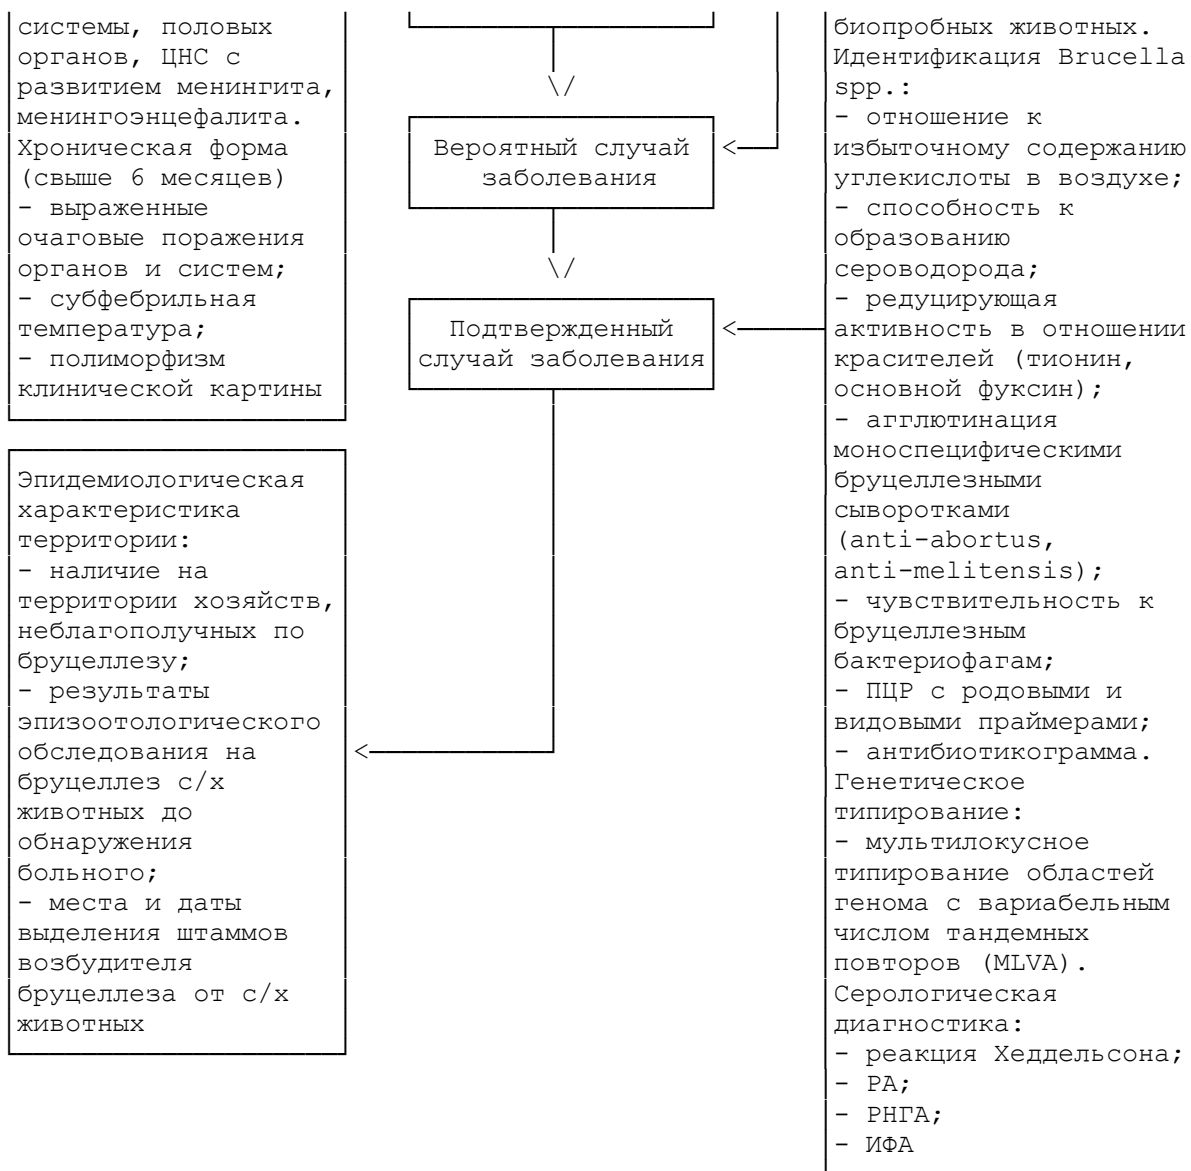 системы, половых
органов, ЦНС с
развитием менингита,
менингоэнцефалита.
Хроническая форма
(свыше 6 месяцев)
- выраженные
очаговые поражения
органов и систем;
- субфебрильная
температура;
- полиморфизм
клинической картины
Эпидемиологическая
характеристика
территории:
- наличие на
территории хозяйств,
неблагополучных по
бруцеллезу;
- результаты
эпизоотологического
обследования на
бруцеллез с/х
животных до
обнаружения
больного;
- места и даты
выделения штаммов
возбудителя
бруцеллеза от с/х
животных
\/
Вероятный случай
заболевания
<
\/
Подтвержденный
случай заболевания
<
<
биопробных животных.
Идентификация Brucella
spp.:
- отношение к
избыточному содержанию
углекислоты в воздухе;
- способность к
образованию
сероводорода;
- редуцирующая
активность в отношении
красителей (тионин,
основной фуксин);
- агглютинация
моноспецифическими
бруцеллезными
сыворотками
(anti-abortus,
anti-melitensis);
- чувствительность к
бруцеллезным
бактериофагам;
- ПЦР с родовыми и
видовыми праймерами;
- антибиотикограмма.
Генетическое
типирование:
- мультилокусное
типирование областей
генома с вариабельным
числом тандемных
повторов (MLVA).
Серологическая
диагностика:
- реакция Хеддельсона;
- РА;
- РНГА;
- ИФА